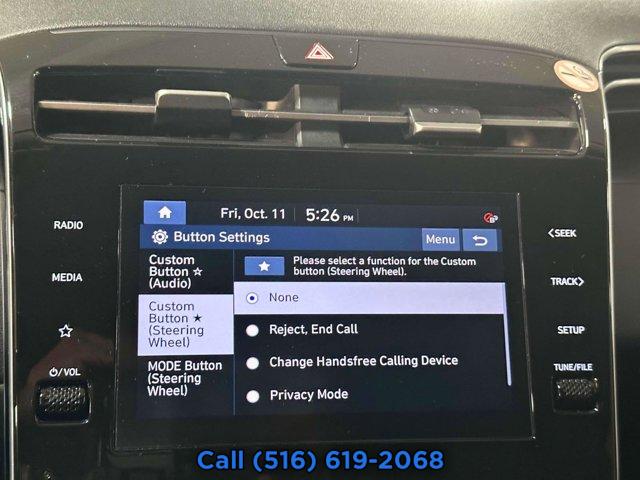 Fri, Oct. 11 5:26 PM
Button Settings Menu
RADIO
MEDIA
/VOL
Custom
Button ☆
(Audio)
Custom
Button ★
(Steering
Wheel)
MODE Button
(Steering
Wheel)
★ Please select a function for the Custom
button (Steering Wheel).
None
Reject, End Call
Change Handsfree Calling Device
Privacy Mode
<SEEK
TRACK>
SETUP
TUNE/FILE
Call (516) 619-2068